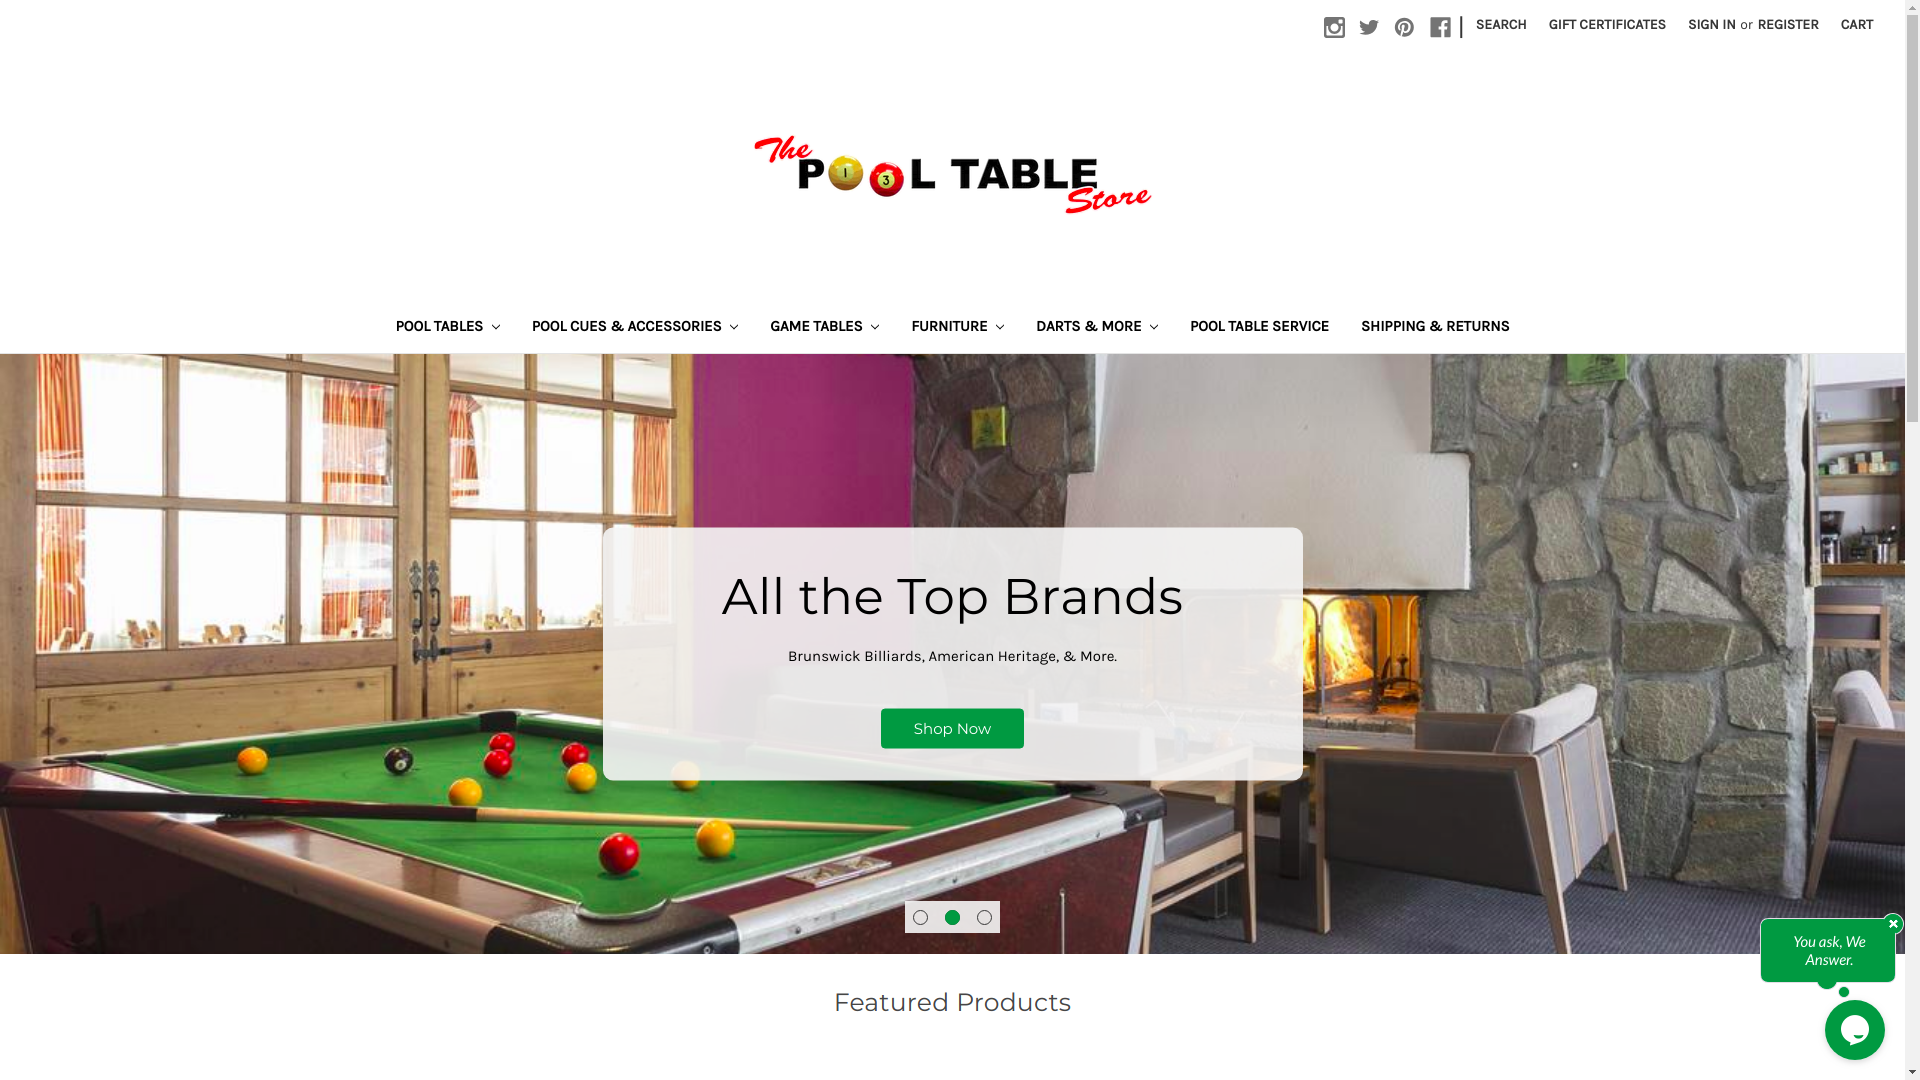 SEARCH
GIFT CERTIFICATES
SIGN IN or REGISTER
CART
The
POOL TABLE
1
3
Store
POOL TABLES
POOL CUES & ACCESSORIES
GAME TABLES
FURNITURE
DARTS & MORE
POOL TABLE SERVICE
SHIPPING & RETURNS
All the Top Brands
Brunswick Billiards, American Heritage, & More.
Shop Now
You ask, We
Answer.
Featured Products